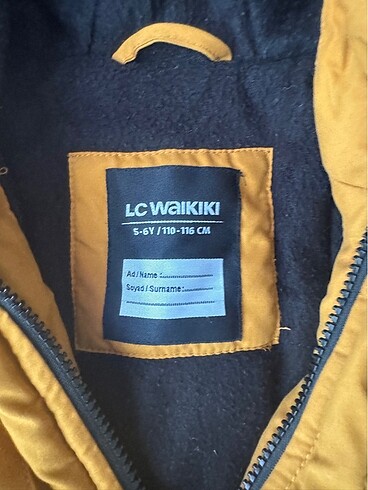 LC WAIKIKI
5-6Y / 110-116 CM
Ad / Name :
Soyad / Surname :